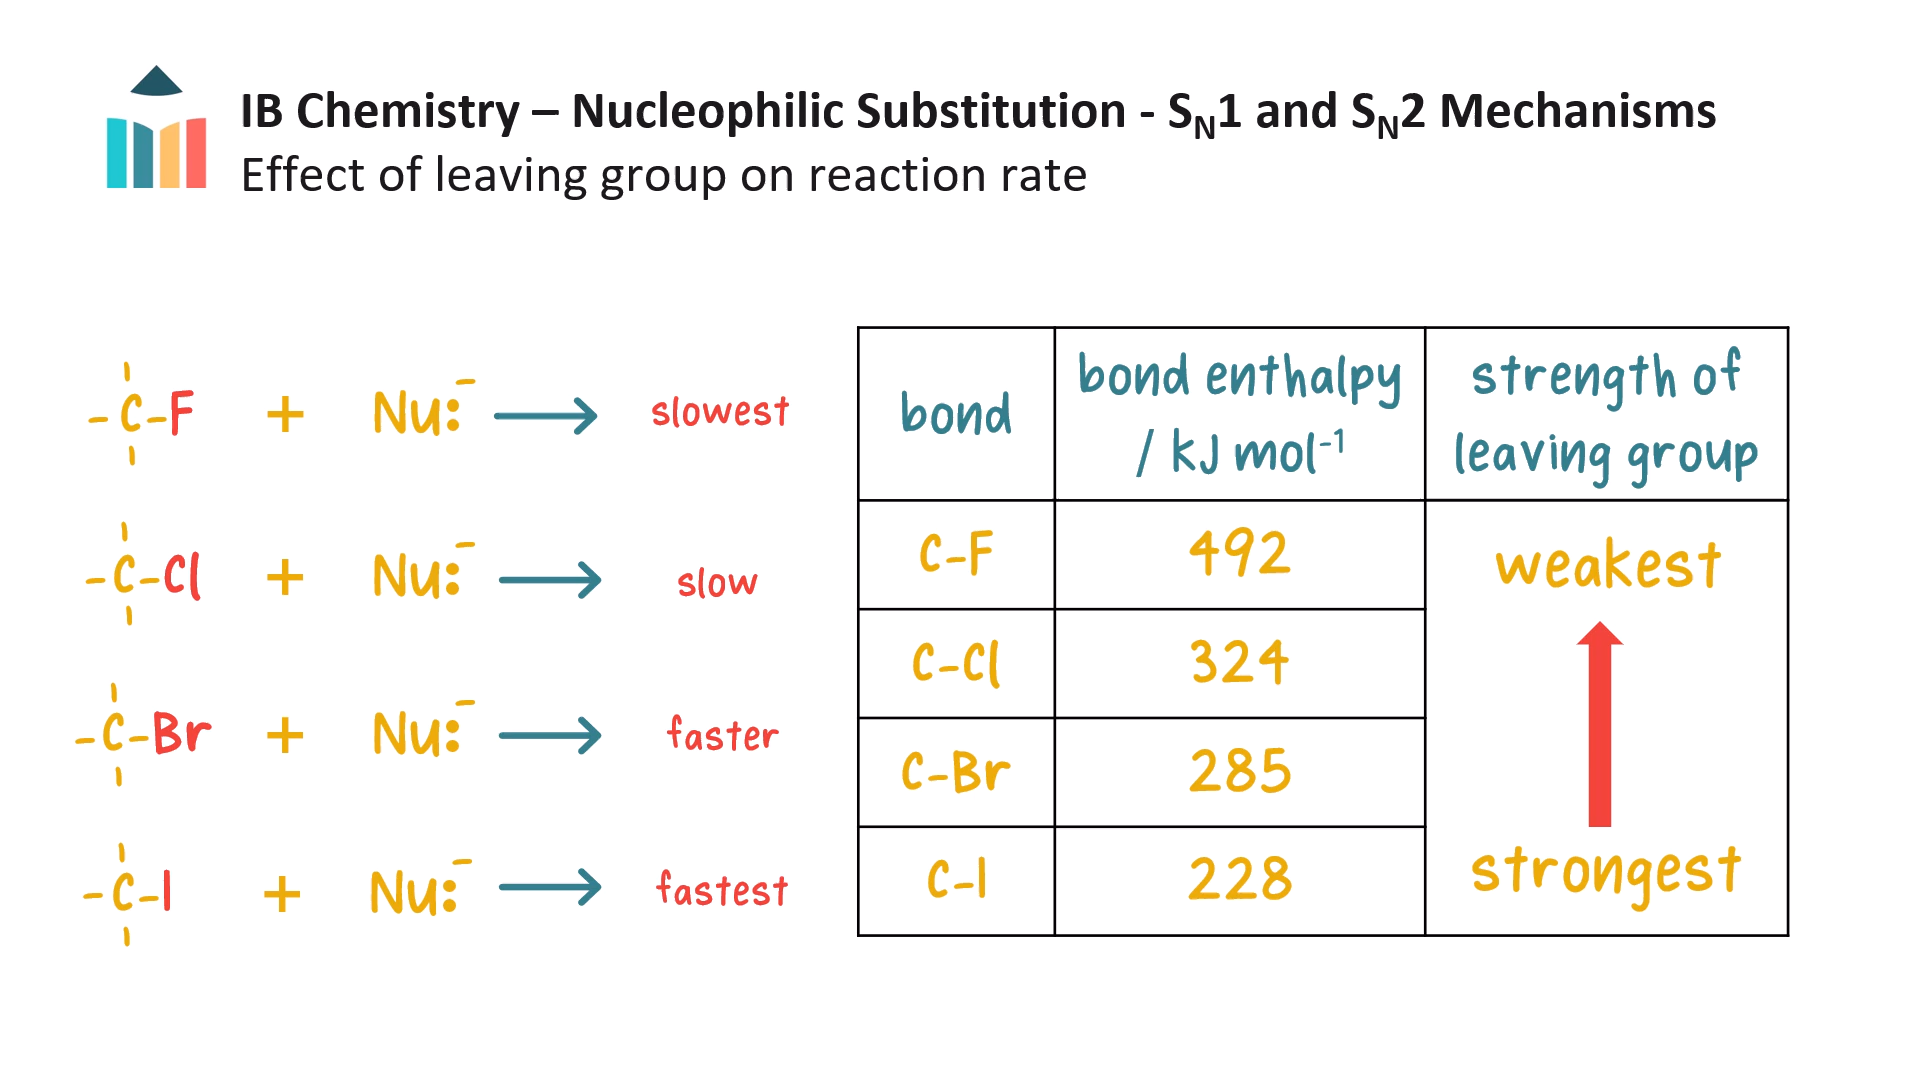 IB Chemistry – Nucleophilic Substitution - SN1 and SN2 Mechanisms
Effect of leaving group on reaction rate
-C-F + Nu:⁻ → slowest
-C-Cl + Nu:⁻ → slow
-C-Br + Nu:⁻ → faster
-C-I + Nu:⁻ → fastest
bond
bond enthalpy
/ kJ mol⁻¹
strength of
leaving group
C-F 492
C-Cl 324
C-Br 285
C-I 228
weakest
strongest